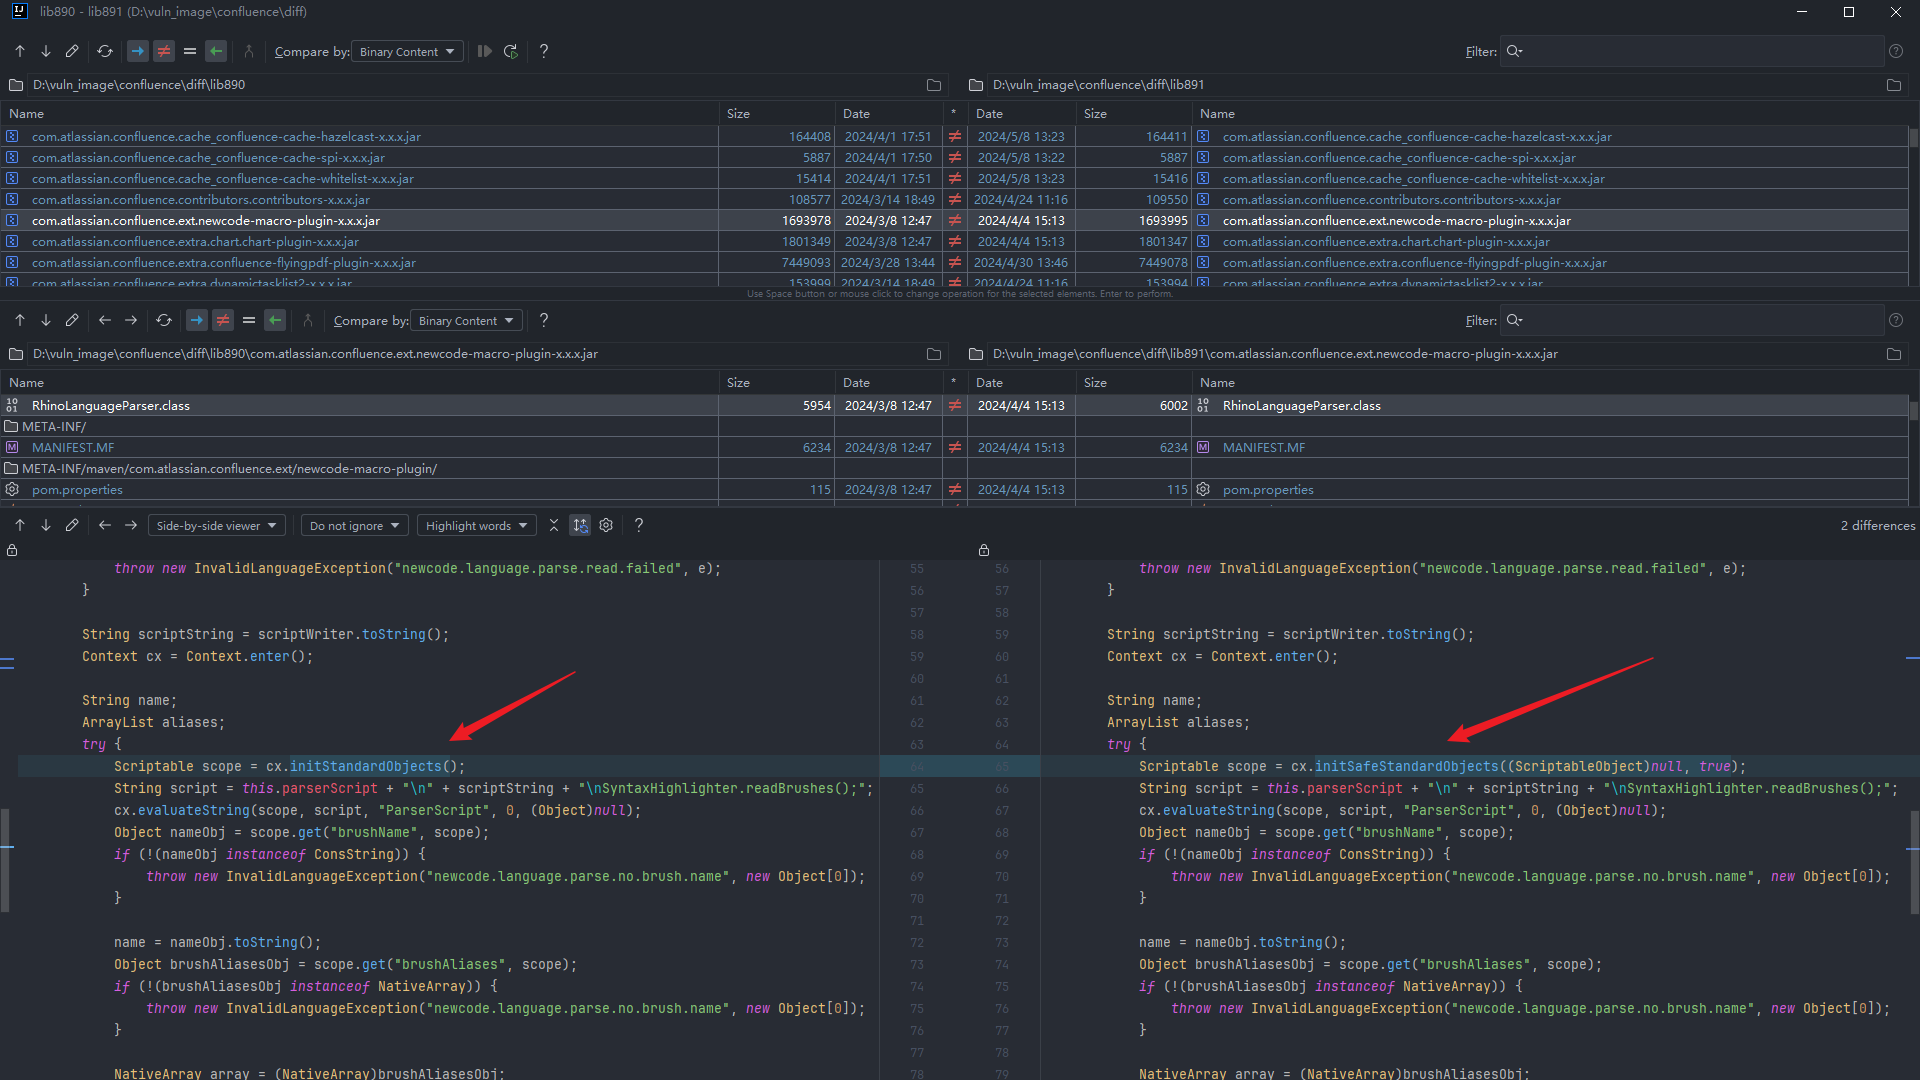 lib890 - lib891 (D:\vuln_image\confluence\diff)
Compare by: Binary Content ? Filter:
D:\vuln_image\confluence\diff\lib890 D:\vuln_image\confluence\diff\lib891
Name Size Date * Date Size Name
com.atlassian.confluence.cache_confluence-cache-hazelcast-x.x.x.jar 164408 2024/4/1 17:51 ≠ 2024/5/8 13:23 164411 com.atlassian.confluence.cache_confluence-cache-hazelcast-x.x.x.jar
com.atlassian.confluence.cache_confluence-cache-spi-x.x.x.jar 5887 2024/4/1 17:50 ≠ 2024/5/8 13:22 5887 com.atlassian.confluence.cache_confluence-cache-spi-x.x.x.jar
com.atlassian.confluence.cache_confluence-cache-whitelist-x.x.x.jar 15414 2024/4/1 17:51 ≠ 2024/5/8 13:23 15416 com.atlassian.confluence.cache_confluence-cache-whitelist-x.x.x.jar
com.atlassian.confluence.contributors.contributors-x.x.x.jar 108577 2024/3/14 18:49 ≠ 2024/4/24 11:16 109550 com.atlassian.confluence.contributors.contributors-x.x.x.jar
com.atlassian.confluence.ext.newcode-macro-plugin-x.x.x.jar 1693978 2024/3/8 12:47 ≠ 2024/4/4 15:13 1693995 com.atlassian.confluence.ext.newcode-macro-plugin-x.x.x.jar
com.atlassian.confluence.extra.chart.chart-plugin-x.x.x.jar 1801349 2024/3/8 12:47 ≠ 2024/4/4 15:13 1801347 com.atlassian.confluence.extra.chart.chart-plugin-x.x.x.jar
com.atlassian.confluence.extra.confluence-flyingpdf-plugin-x.x.x.jar 7449093 2024/3/28 13:44 ≠ 2024/4/30 13:46 7449078 com.atlassian.confluence.extra.confluence-flyingpdf-plugin-x.x.x.jar
com.atlassian.confluence.extra.dynamictasklist2-x.x.x.jar 153999 2024/3/14 18:49 ≠ 2024/4/24 11:16 153994 com.atlassian.confluence.extra.dynamictasklist2-x.x.x.jar
Use Space button or mouse click to change operation for the selected elements. Enter to perform.
Compare by: Binary Content ? Filter:
D:\vuln_image\confluence\diff\lib890\com.atlassian.confluence.ext.newcode-macro-plugin-x.x.x.jar D:\vuln_image\confluence\diff\lib891\com.atlassian.confluence.ext.newcode-macro-plugin-x.x.x.jar
Name Size Date * Date Size Name
RhinoLanguageParser.class 5954 2024/3/8 12:47 ≠ 2024/4/4 15:13 6002 RhinoLanguageParser.class
META-INF/
MANIFEST.MF 6234 2024/3/8 12:47 ≠ 2024/4/4 15:13 6234 MANIFEST.MF
META-INF/maven/com.atlassian.confluence.ext/newcode-macro-plugin/
pom.properties 115 2024/3/8 12:47 ≠ 2024/4/4 15:13 115 pom.properties
Side-by-side viewer Do not ignore Highlight words ? 2 differences
throw new InvalidLanguageException("newcode.language.parse.read.failed", e); 55 56 throw new InvalidLanguageException("newcode.language.parse.read.failed", e);
} 56 57 }
57 58
String scriptString = scriptWriter.toString(); 58 59 String scriptString = scriptWriter.toString();
Context cx = Context.enter(); 59 60 Context cx = Context.enter();
60 61
String name; 61 62 String name;
ArrayList aliases; 62 63 ArrayList aliases;
try { 63 64 try {
Scriptable scope = cx.initStandardObjects(); 64 65 Scriptable scope = cx.initSafeStandardObjects((ScriptableObject)null, true);
String script = this.parserScript + "\n" + scriptString + "\nSyntaxHighlighter.readBrushes();"; 65 66 String script = this.parserScript + "\n" + scriptString + "\nSyntaxHighlighter.readBrushes();";
cx.evaluateString(scope, script, "ParserScript", 0, (Object)null); 66 67 cx.evaluateString(scope, script, "ParserScript", 0, (Object)null);
Object nameObj = scope.get("brushName", scope); 67 68 Object nameObj = scope.get("brushName", scope);
if (!(nameObj instanceof ConsString)) { 68 69 if (!(nameObj instanceof ConsString)) {
throw new InvalidLanguageException("newcode.language.parse.no.brush.name", new Object[0]); 69 70 throw new InvalidLanguageException("newcode.language.parse.no.brush.name", new Object[0]);
} 70 71 }
71 72
name = nameObj.toString(); 72 73 name = nameObj.toString();
Object brushAliasesObj = scope.get("brushAliases", scope); 73 74 Object brushAliasesObj = scope.get("brushAliases", scope);
if (!(brushAliasesObj instanceof NativeArray)) { 74 75 if (!(brushAliasesObj instanceof NativeArray)) {
throw new InvalidLanguageException("newcode.language.parse.no.brush.name", new Object[0]); 75 76 throw new InvalidLanguageException("newcode.language.parse.no.brush.name", new Object[0]);
} 76 77 }
77 78
NativeArray array = (NativeArray)brushAliasesObj; 78 79 NativeArray array = (NativeArray)brushAliasesObj;